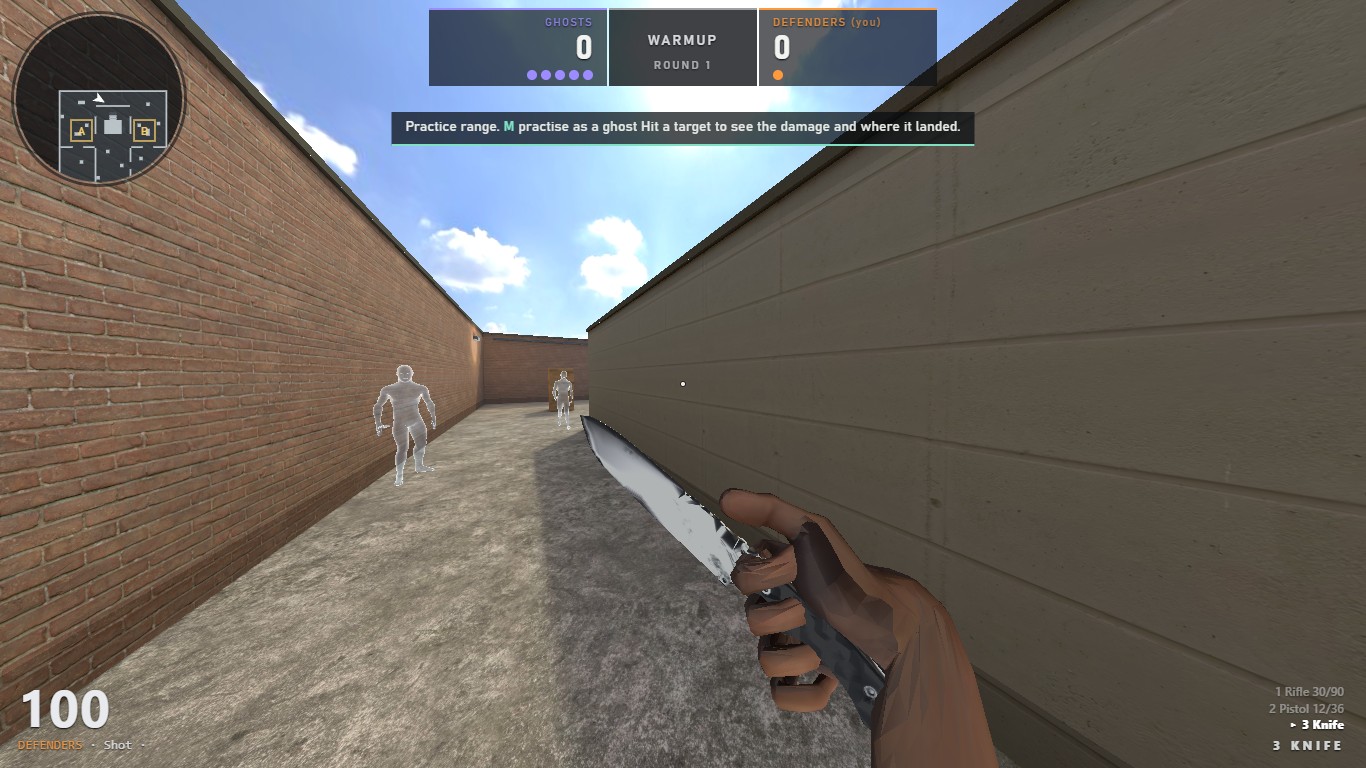 GHOSTS
0
WARMUP
ROUND 1
DEFENDERS (you)
0
A
B
Practice range. M practise as a ghost Hit a target to see the damage and where it landed.
100
DEFENDERS · Shot ·
1 Rifle 30/90
2 Pistol 12/36
▸ 3 Knife
3 KNIFE